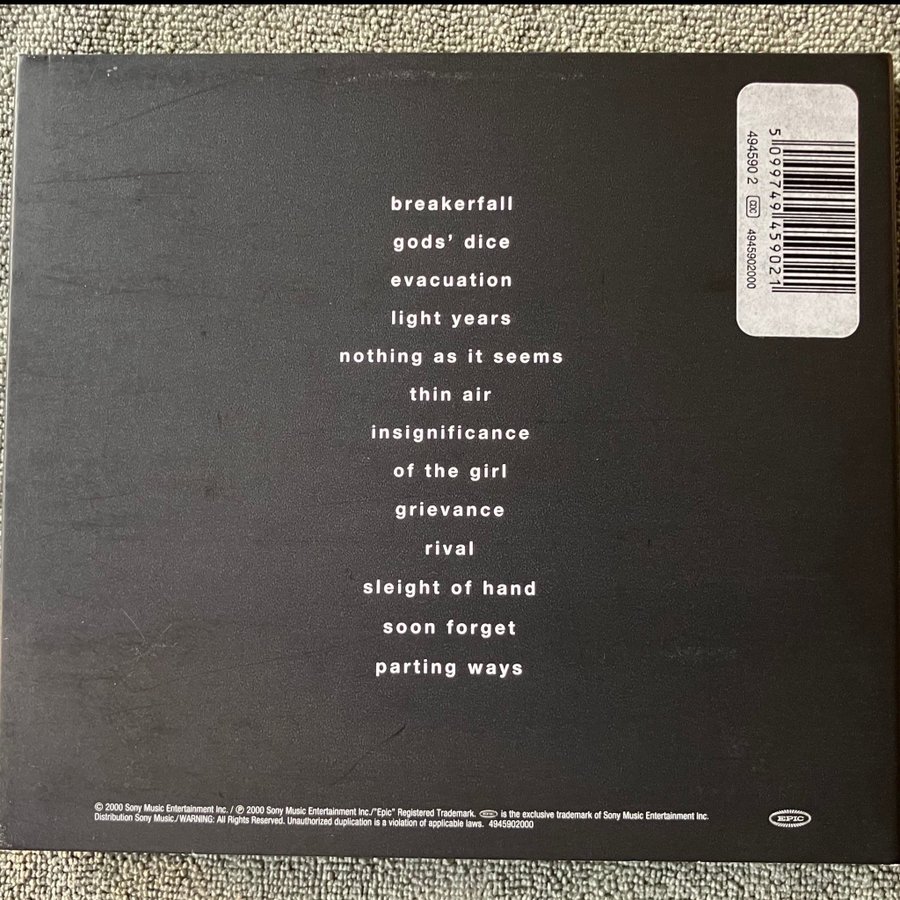 breakerfall
gods’ dice
evacuation
light years
nothing as it seems
thin air
insignificance
of the girl
grievance
rival
sleight of hand
soon forget
parting ways
5 099749 459021
494590 2
4945902000
© 2000 Sony Music Entertainment Inc. / ℗ 2000 Sony Music Entertainment Inc./"Epic" Registered Trademark. EPIC is the exclusive trademark of Sony Music Entertainment Inc.
Distribution Sony Music./WARNING: All Rights Reserved. Unauthorized duplication is a violation of applicable laws. 4945902000
EPIC